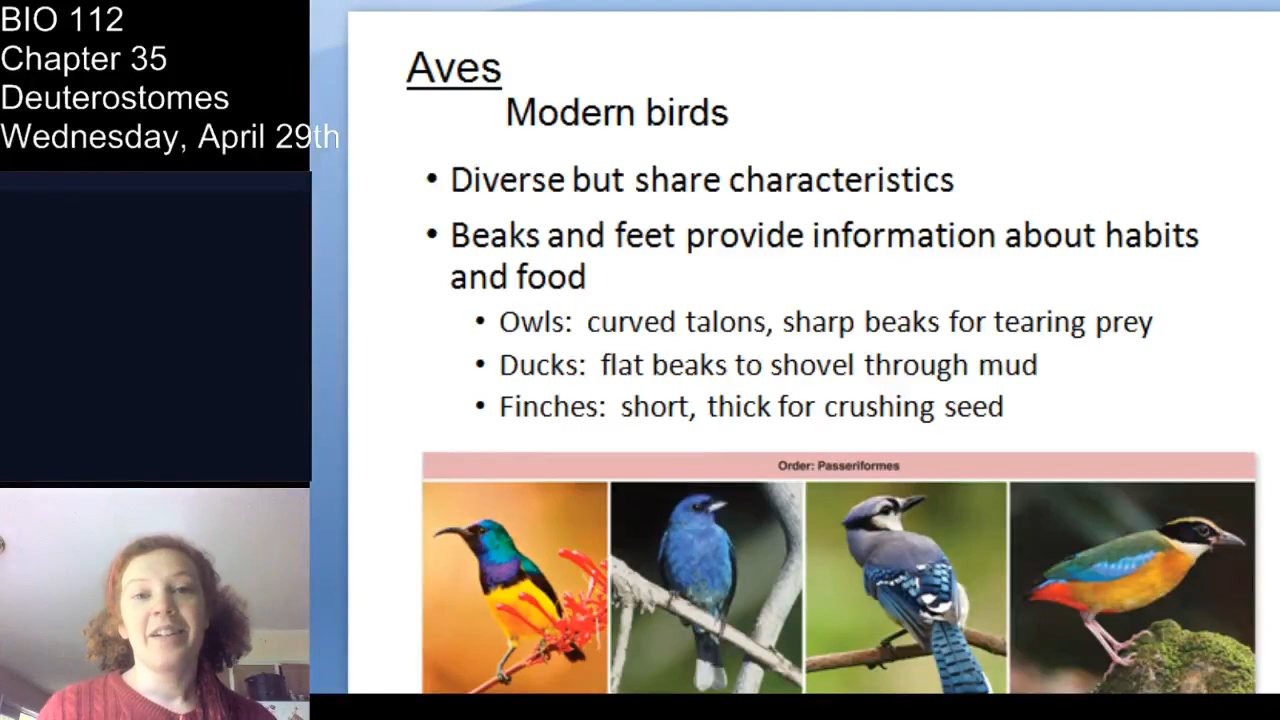 BIO 112
Chapter 35
Deuterostomes
Wednesday, April 29th
Aves
Modern birds
• Diverse but share characteristics
• Beaks and feet provide information about habits
and food
• Owls: curved talons, sharp beaks for tearing prey
• Ducks: flat beaks to shovel through mud
• Finches: short, thick for crushing seed
Order: Passeriformes